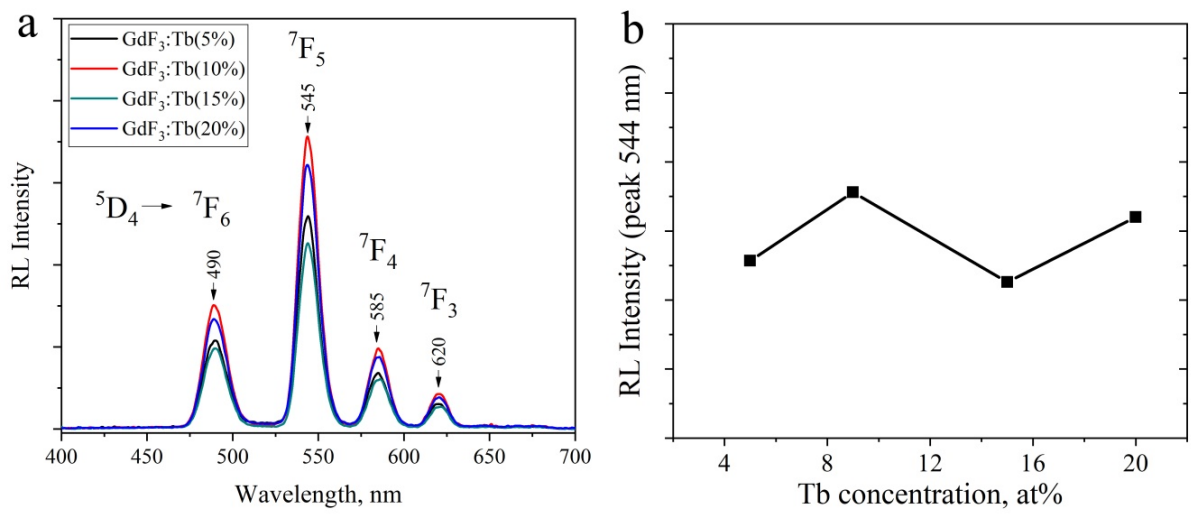 a
GdF₃:Tb(5%)
GdF₃:Tb(10%)
GdF₃:Tb(15%)
GdF₃:Tb(20%)
⁷F₅
545
⁵D₄ → ⁷F₆
490
⁷F₄
585
⁷F₃
620
RL Intensity
400 450 500 550 600 650 700
Wavelength, nm
b
RL Intensity (peak 544 nm)
4 8 12 16 20
Tb concentration, at%